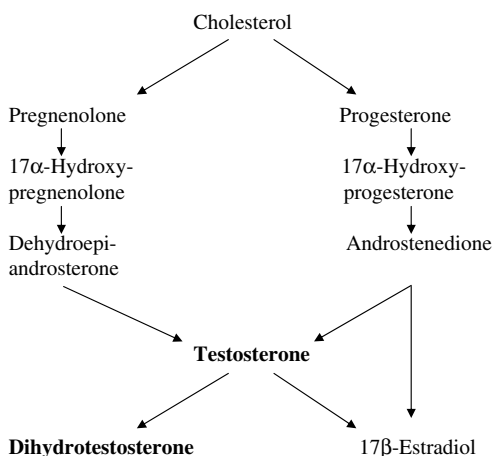 Cholesterol
Pregnenolone
Progesterone
17α-Hydroxy-
pregnenolone
17α-Hydroxy-
progesterone
Dehydroepi-
androsterone
Androstenedione
Testosterone
Dihydrotestosterone
17β-Estradiol